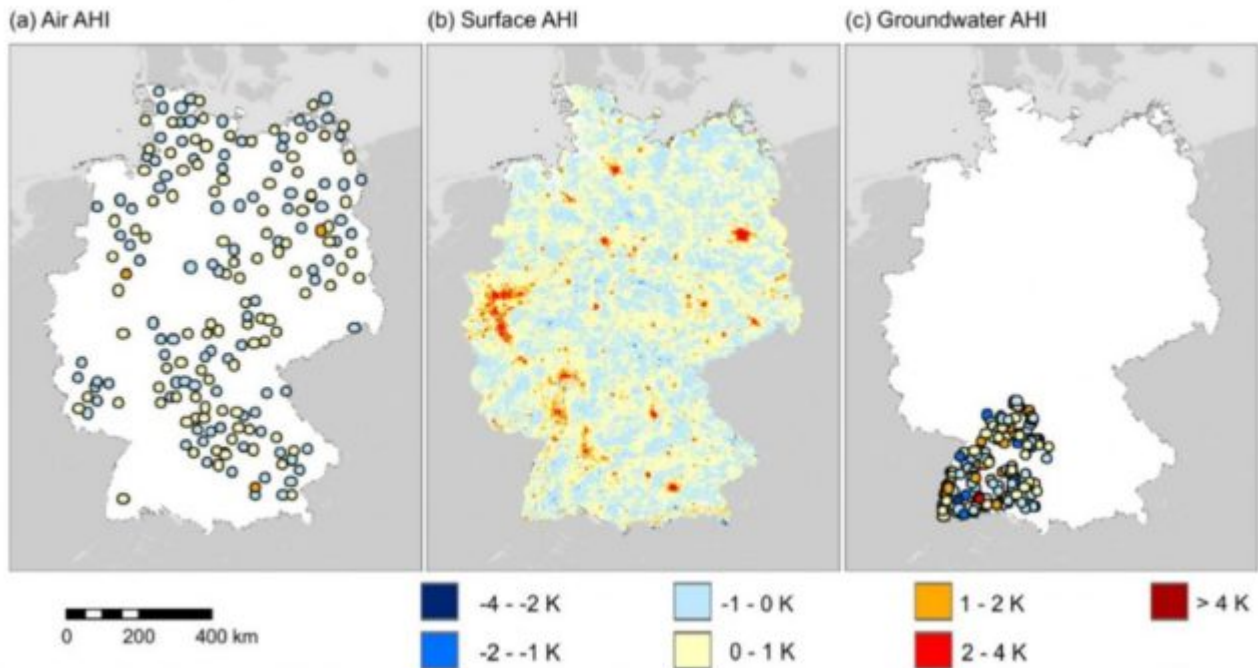 (a) Air AHI
(b) Surface AHI
(c) Groundwater AHI
0 200 400 km
-4 - -2 K
-2 - -1 K
-1 - 0 K
0 - 1 K
1 - 2 K
2 - 4 K
> 4 K